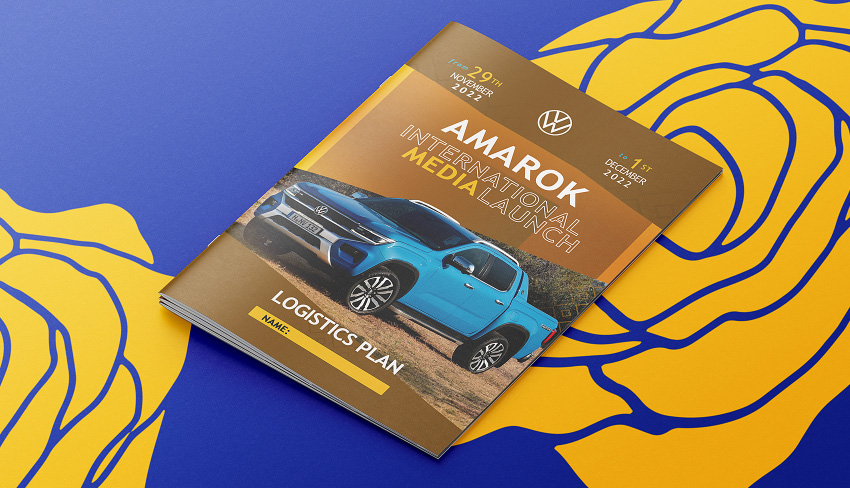 from 29TH
NOVEMBER
2022
to 1ST
DECEMBER
2022
AMAROK
INTERNATIONAL
MEDIA LAUNCH
LOGISTICS PLAN
NAME: